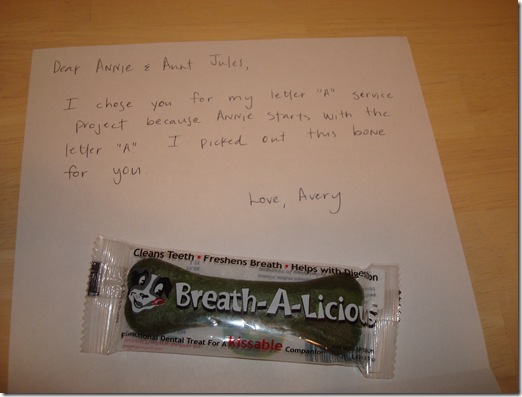 Dear Annie & Aunt Jules,
I chose you for my letter "A" service
project because Annie starts with the
letter "A" I picked out this bone
for you.
Love, Avery
Cleans Teeth • Freshens Breath • Helps with Digestion
Breath-A-Licious
Functional Dental Treat For A kissable Companion